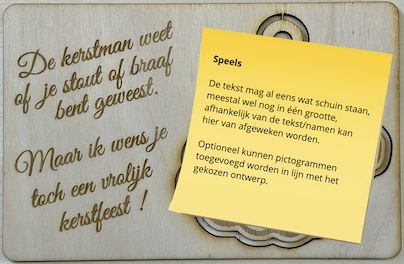 De kerstman weet
of je stout of braaf
bent geweest.
Maar ik wens je
toch een vrolijk
kerstfeest !
Speels
De tekst mag al eens wat schuin staan,
meestal wel nog in één grootte,
afhankelijk van de tekst/namen kan
hier van afgeweken worden.
Optioneel kunnen pictogrammen
toegevoegd worden in lijn met het
gekozen ontwerp.